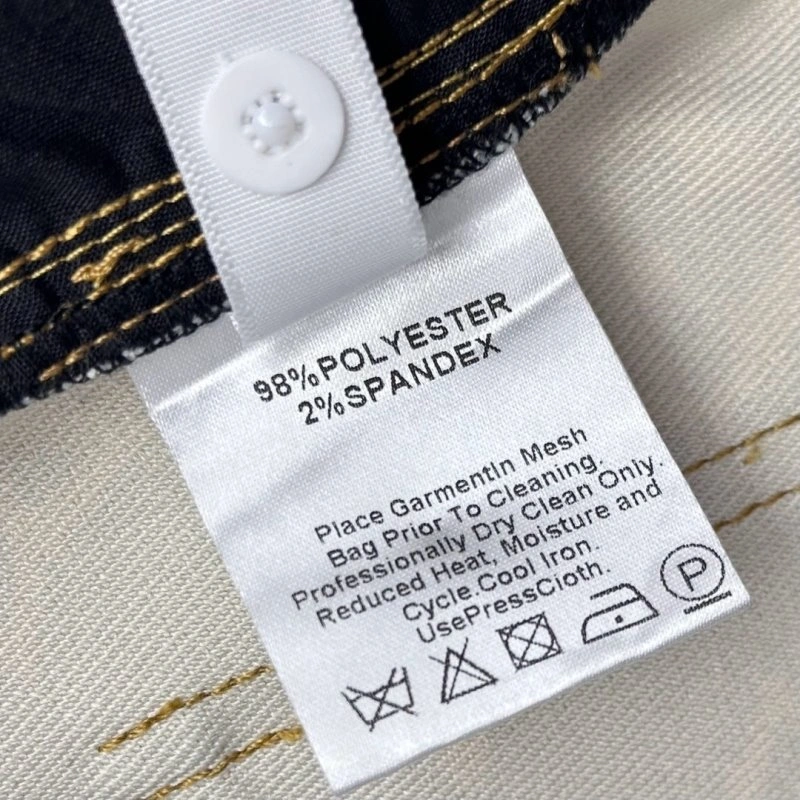 98%POLYESTER
2%SPANDEX
Place GarmentIn Mesh
Bag Prior To Cleaning.
Professionally Dry Clean Only.
Reduced Heat, Moisture and
Cycle.Cool Iron.
UsePressCloth.
P